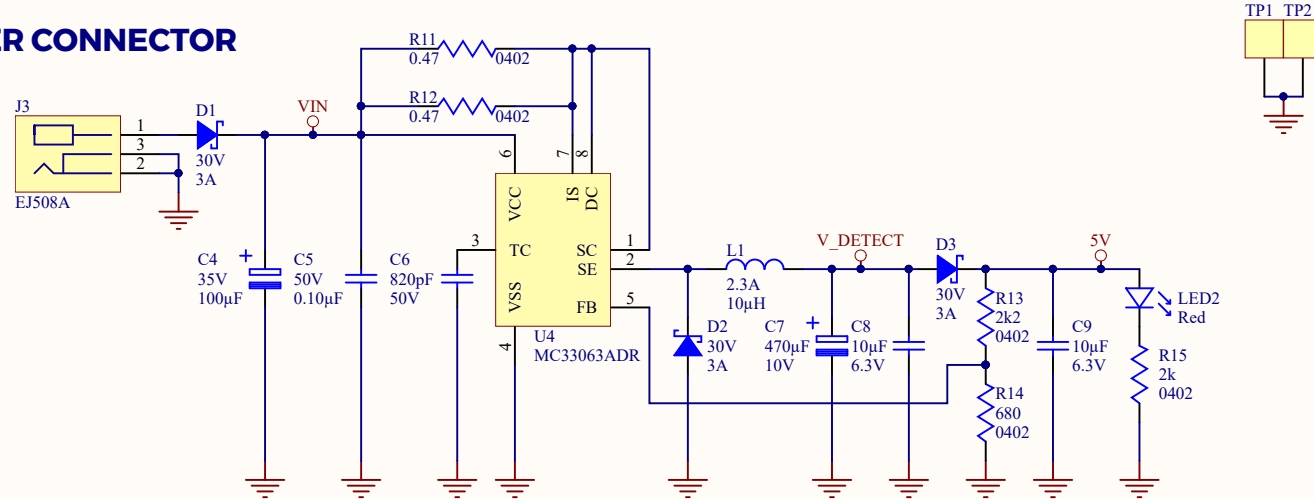 ER CONNECTOR
TP1 TP2
J3
1
3
2
EJ508A
D1
30V
3A
VIN
R11
0.47
0402
R12
0.47
0402
C4
35V
100µF
+
C5
50V
0.10µF
C6
820pF
50V
6
7
8
3
1
2
5
4
VCC
IS
DC
TC
SC
SE
VSS
FB
U4
MC33063ADR
D2
30V
3A
L1
2.3A
10µH
V_DETECT
C7
470µF
10V
+
C8
10µF
6.3V
D3
30V
3A
R13
2k2
0402
R14
680
0402
C9
10µF
6.3V
5V
LED2
Red
R15
2k
0402